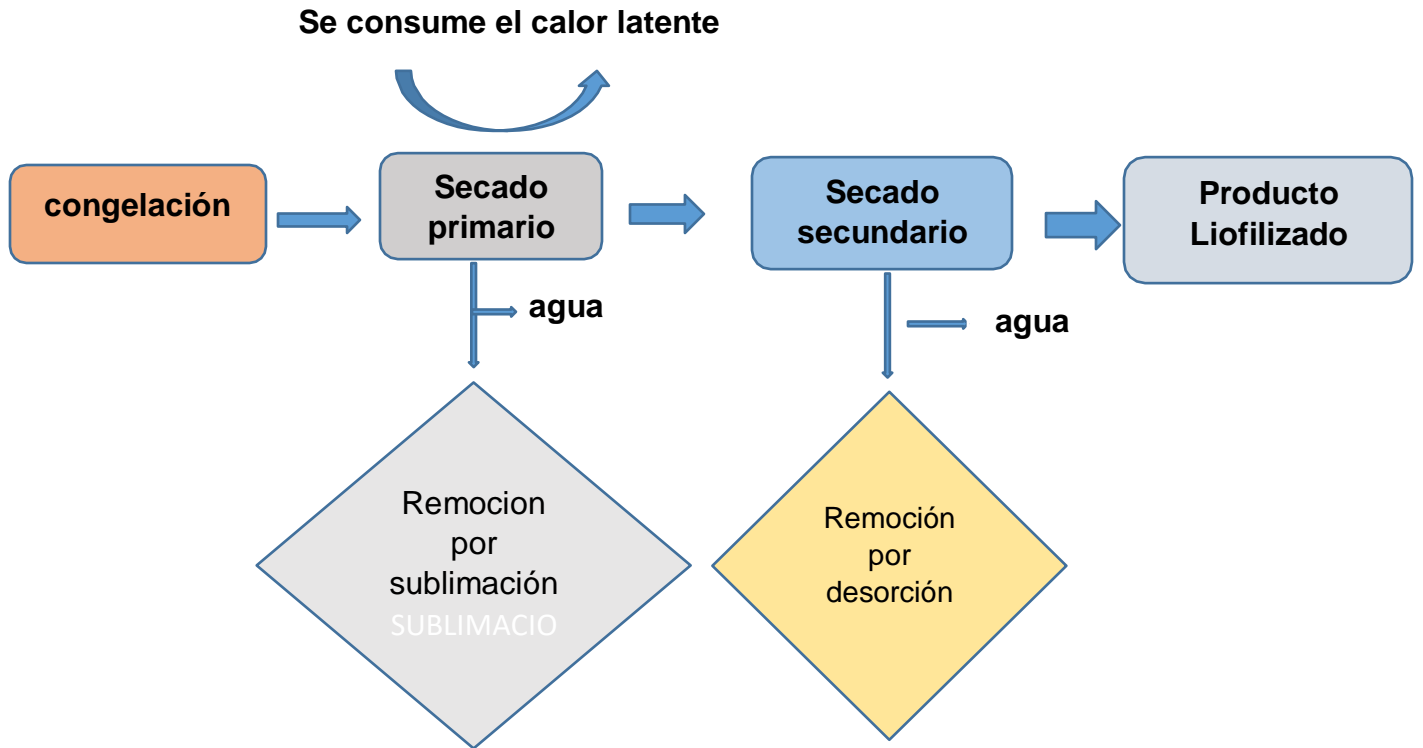 Se consume el calor latente
congelación
Secado
primario
Secado
secundario
Producto
Liofilizado
agua
agua
Remocion
por
sublimación
SUBLIMACIO
Remoción
por
desorción